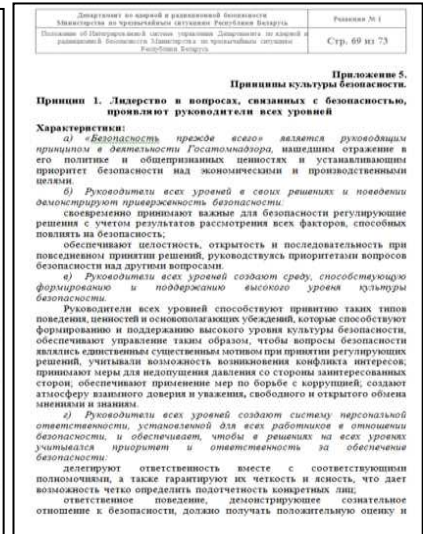 Департамент по ядерной и радиационной безопасности
Министерства по чрезвычайным ситуациям Республики Беларусь
Редакция № 1
Положение об Интегрированной системе управления Департамента по ядерной и
радиационной безопасности Министерства по чрезвычайным ситуациям
Республики Беларусь
Стр. 69 из 73
Приложение 5.
Принципы культуры безопасности.
Принцип 1. Лидерство в вопросах, связанных с безопасностью,
проявляют руководители всех уровней
Характеристики:
а) «Безопасность прежде всего» является руководящим
принципом в деятельности Госатомнадзора, нашедшим отражение в
его политике и общепризнанных ценностях и устанавливающим
приоритет безопасности над экономическими и производственными
целями.
б) Руководители всех уровней в своих решениях и поведении
демонстрируют приверженность безопасности:
своевременно принимают важные для безопасности регулирующие
решения с учетом результатов рассмотрения всех факторов, способных
повлиять на безопасность;
обеспечивают целостность, открытость и последовательность при
повседневном принятии решений, руководствуясь приоритетами вопросов
безопасности над другими вопросами.
в) Руководители всех уровней создают среду, способствующую
формированию и поддержанию высокого уровня культуры
безопасности.
Руководители всех уровней способствуют привитию таких типов
поведения, ценностей и основополагающих убеждений, которые способствуют
формированию и поддержанию высокого уровня культуры безопасности,
обеспечивают управление таким образом, чтобы вопросы безопасности
являлись единственным существенным мотивом при принятии регулирующих
решений, учитывали возможность возникновения конфликта интересов;
принимают меры для недопущения давления со стороны заинтересованных
сторон; обеспечивают применение мер по борьбе с коррупцией; создают
атмосферу взаимного доверия и уважения, свободного и открытого обмена
мнениями и знаниям.
г) Руководители всех уровней создают систему персональной
ответственности, установленной для всех работников в отношении
безопасности, и обеспечивает, чтобы в решениях на всех уровнях
учитывался приоритет и ответственность за обеспечение
безопасности:
делегируют ответственность вместе с соответствующими
полномочиями, а также гарантируют их четкость и ясность, что дает
возможность четко определить подотчетность конкретных лиц;
ответственное поведение, демонстрирующее сознательное
отношение к безопасности, должно получать положительную оценку и